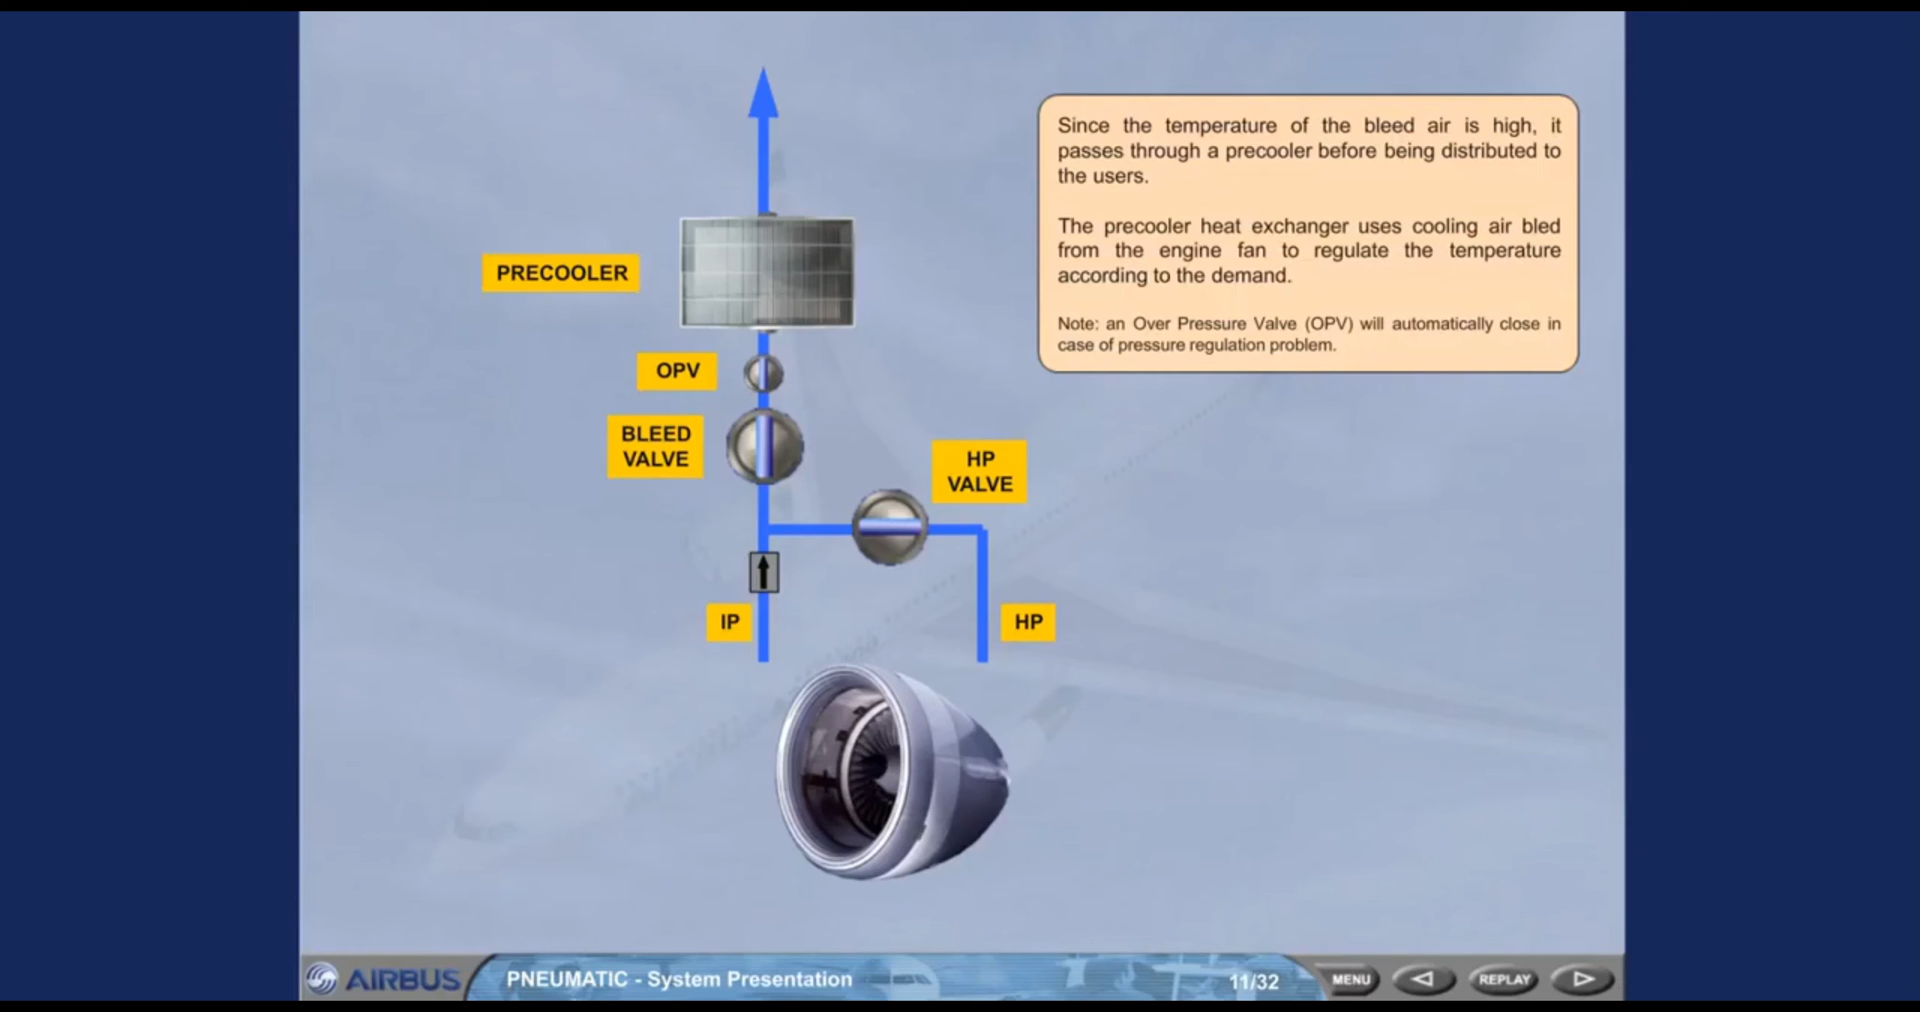 Since the temperature of the bleed air is high, it
passes through a precooler before being distributed to
the users.
The precooler heat exchanger uses cooling air bled
from the engine fan to regulate the temperature
according to the demand.
Note: an Over Pressure Valve (OPV) will automatically close in
case of pressure regulation problem.
PRECOOLER
OPV
BLEED
VALVE
HP
VALVE
IP
HP
AIRBUS
PNEUMATIC - System Presentation
11/32
MENU
REPLAY